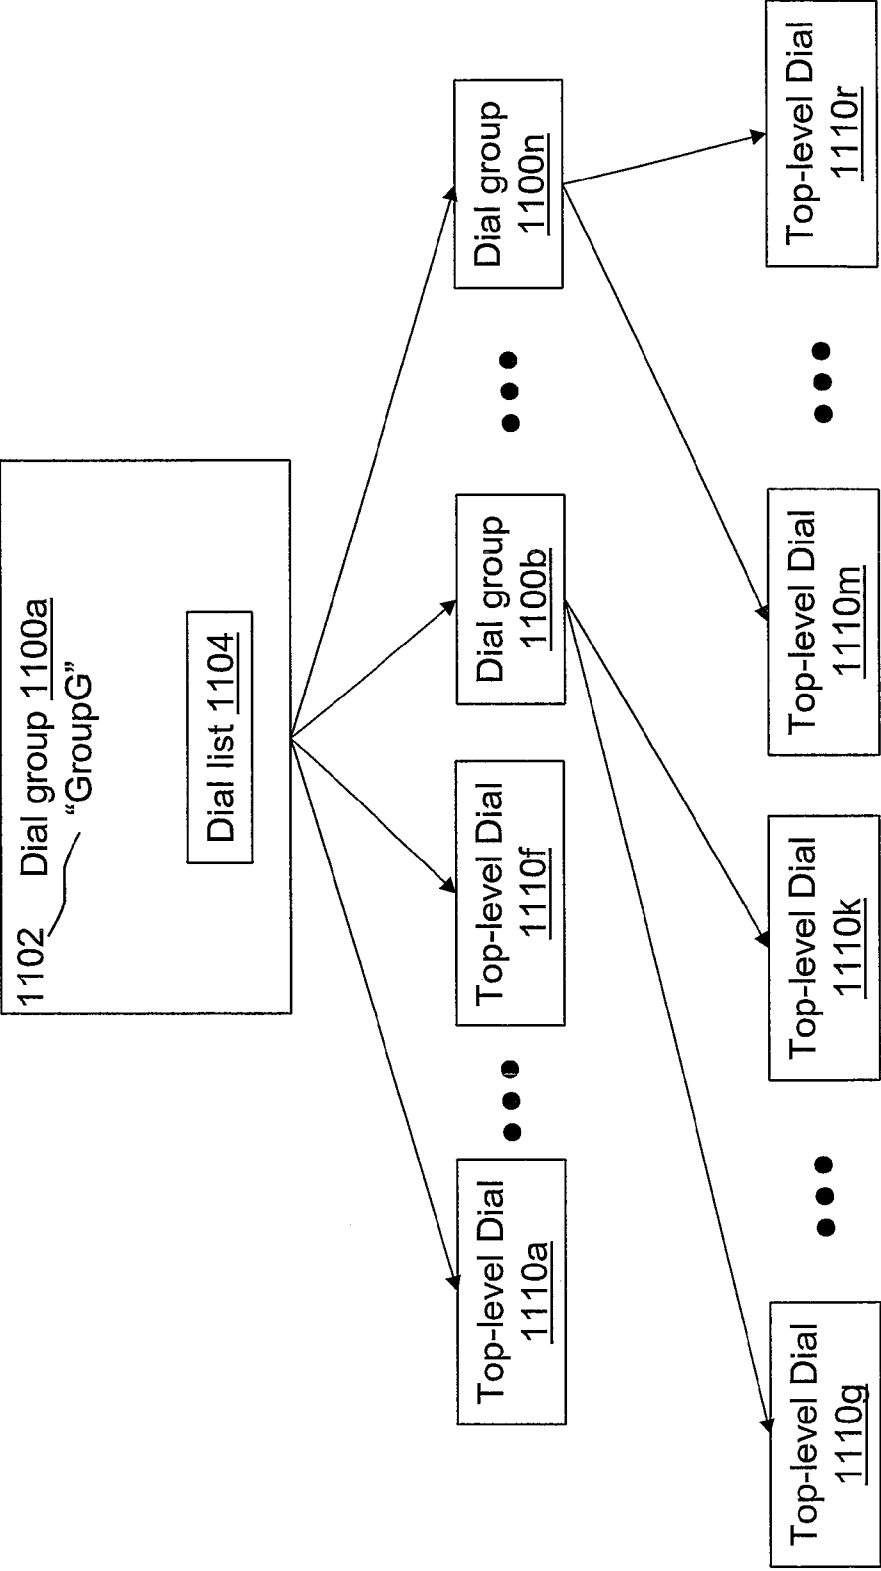 Dial group 1100a
1102 “GroupG”
Dial list 1104
Top-level Dial
1110a
Top-level Dial
1110f
Dial group
1100b
Dial group
1100n
Top-level Dial
1110g
Top-level Dial
1110k
Top-level Dial
1110m
Top-level Dial
1110r